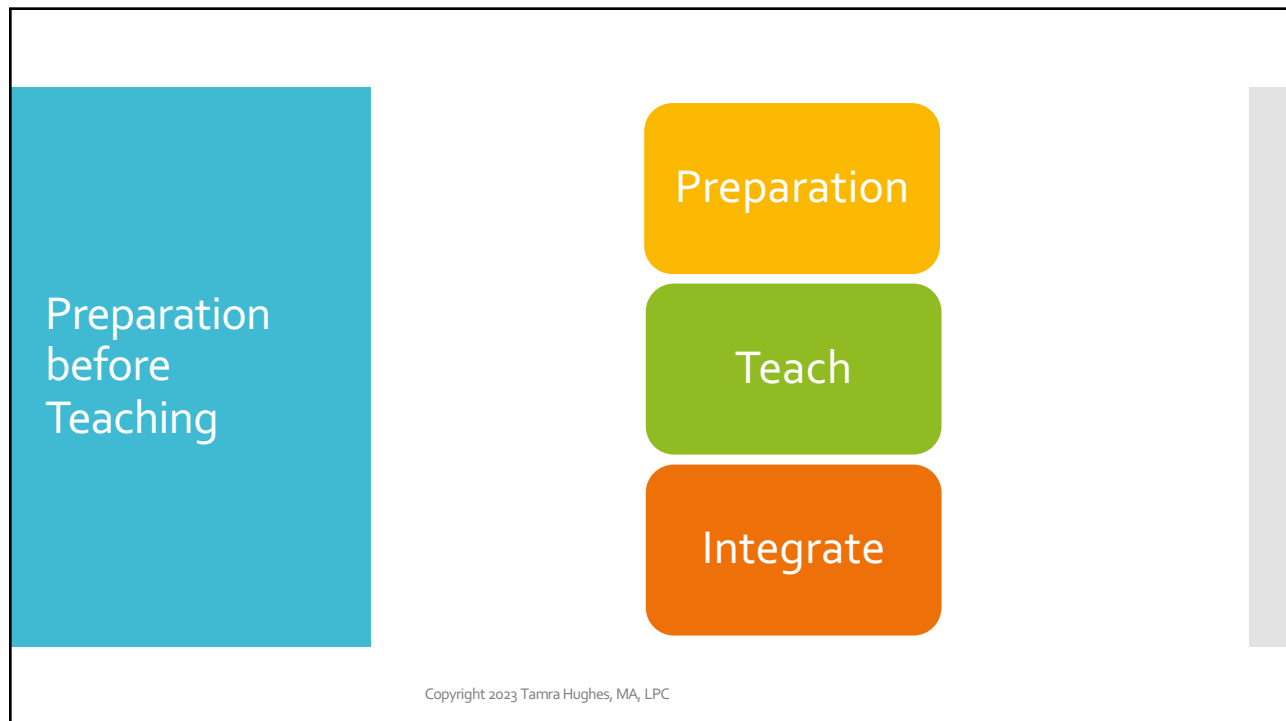 Preparation
before
Teaching
Preparation
Teach
Integrate
Copyright 2023 Tamra Hughes, MA, LPC